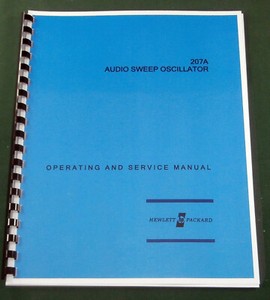 207A
AUDIO SWEEP OSCILLATOR
OPERATING AND SERVICE MANUAL
HEWLETT PACKARD